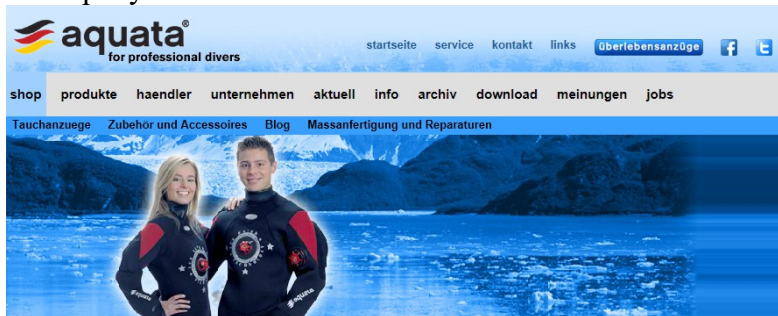 aquata®
for professional divers
startseite service kontakt links überlebensanzüge f t
shop produkte haendler unternehmen aktuell info archiv download meinungen jobs
Tauchanzuege Zubehör und Accessoires Blog Massanfertigung und Reparaturen
aquata